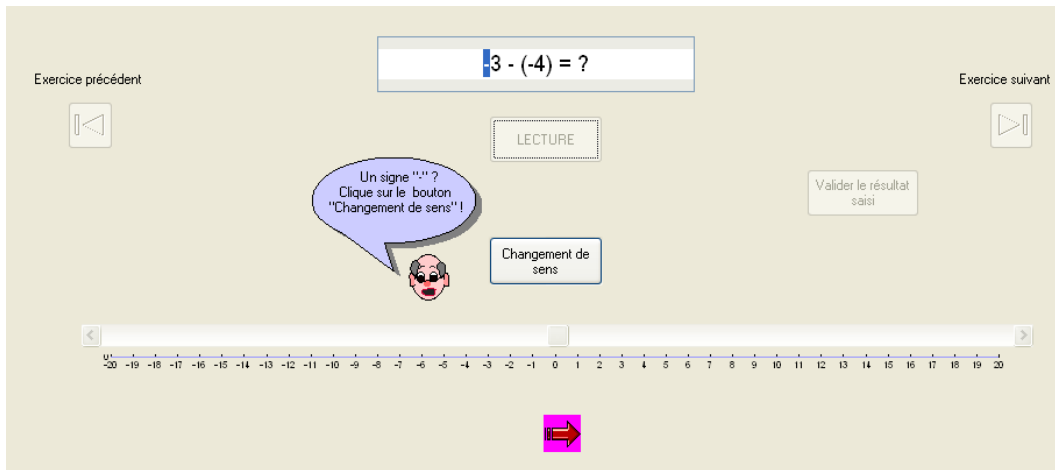 -3 - (-4) = ?
Exercice précédent
Exercice suivant
LECTURE
Un signe "-" ?
Clique sur le bouton
"Changement de sens" !
Valider le résultat
saisi
Changement de
sens
-20 -19 -18 -17 -16 -15 -14 -13 -12 -11 -10 -9 -8 -7 -6 -5 -4 -3 -2 -1 0 1 2 3 4 5 6 7 8 9 10 11 12 13 14 15 16 17 18 19 20